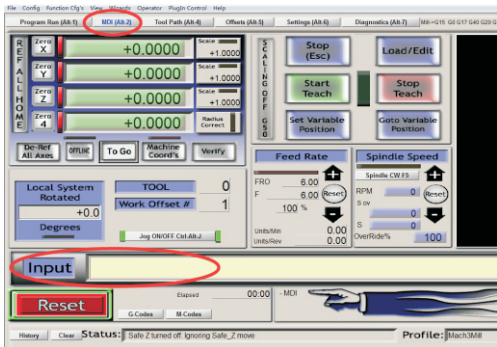 File Config Function Cfg's View Wizards Operator PlugIn Control Help
Program Run (Alt-1) MDI (Alt-2) Tool Path (Alt-4) Offsets (Alt-5) Settings (Alt-6) Diagnostics (Alt-7) Mill->G15 G0 G17 G40 G20 G
REF ALL HOME
Zero X +0.0000 Scale +1.0000
Zero Y +0.0000 Scale +1.0000
Zero Z +0.0000 Scale +1.0000
Zero 4 +0.0000 Radius Correct
De-Ref All Axes OFFLINE To Go Machine Coord's Verify
SCALING OFF G50
Stop (Esc) Load/Edit
Start Teach Stop Teach
Set Variable Position Goto Variable Position
Local System Rotated
+0.0
Degrees
TOOL 0
Work Offset # 1
Jog ON/OFF Ctrl-Alt-J
Feed Rate
FRO 6.00
F 6.00 Reset
100 %
Units/Min 0.00
Units/Rev 0.00
Spindle Speed
Spindle CW F5
RPM 0 Reset
S ov 0
S 0
OverRide% 100
Input
Reset
Elapsed 00:00 - MDI
G-Codes M-Codes
History Clear Status: Safe Z turned off. Ignoring Safe_Z move Profile: Mach3Mill